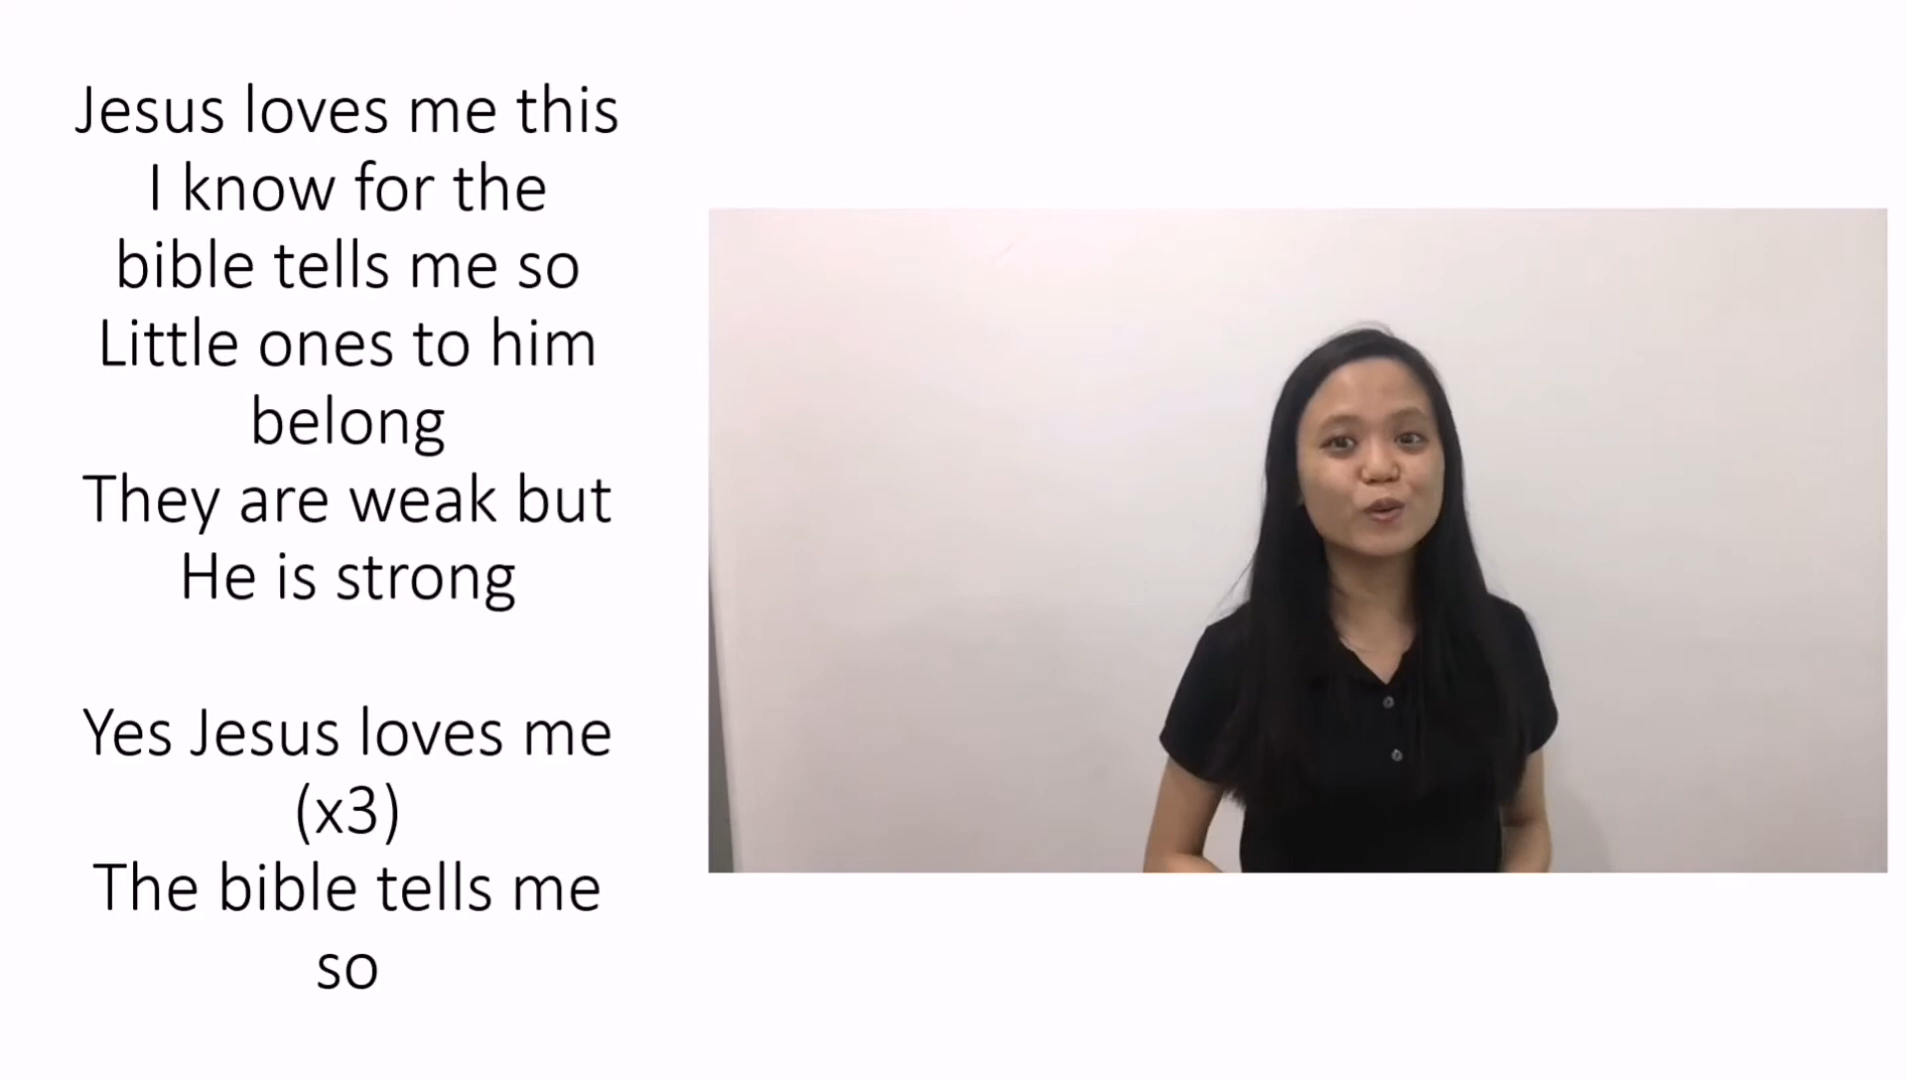 Jesus loves me this
I know for the
bible tells me so
Little ones to him
belong
They are weak but
He is strong
Yes Jesus loves me
(x3)
The bible tells me
so